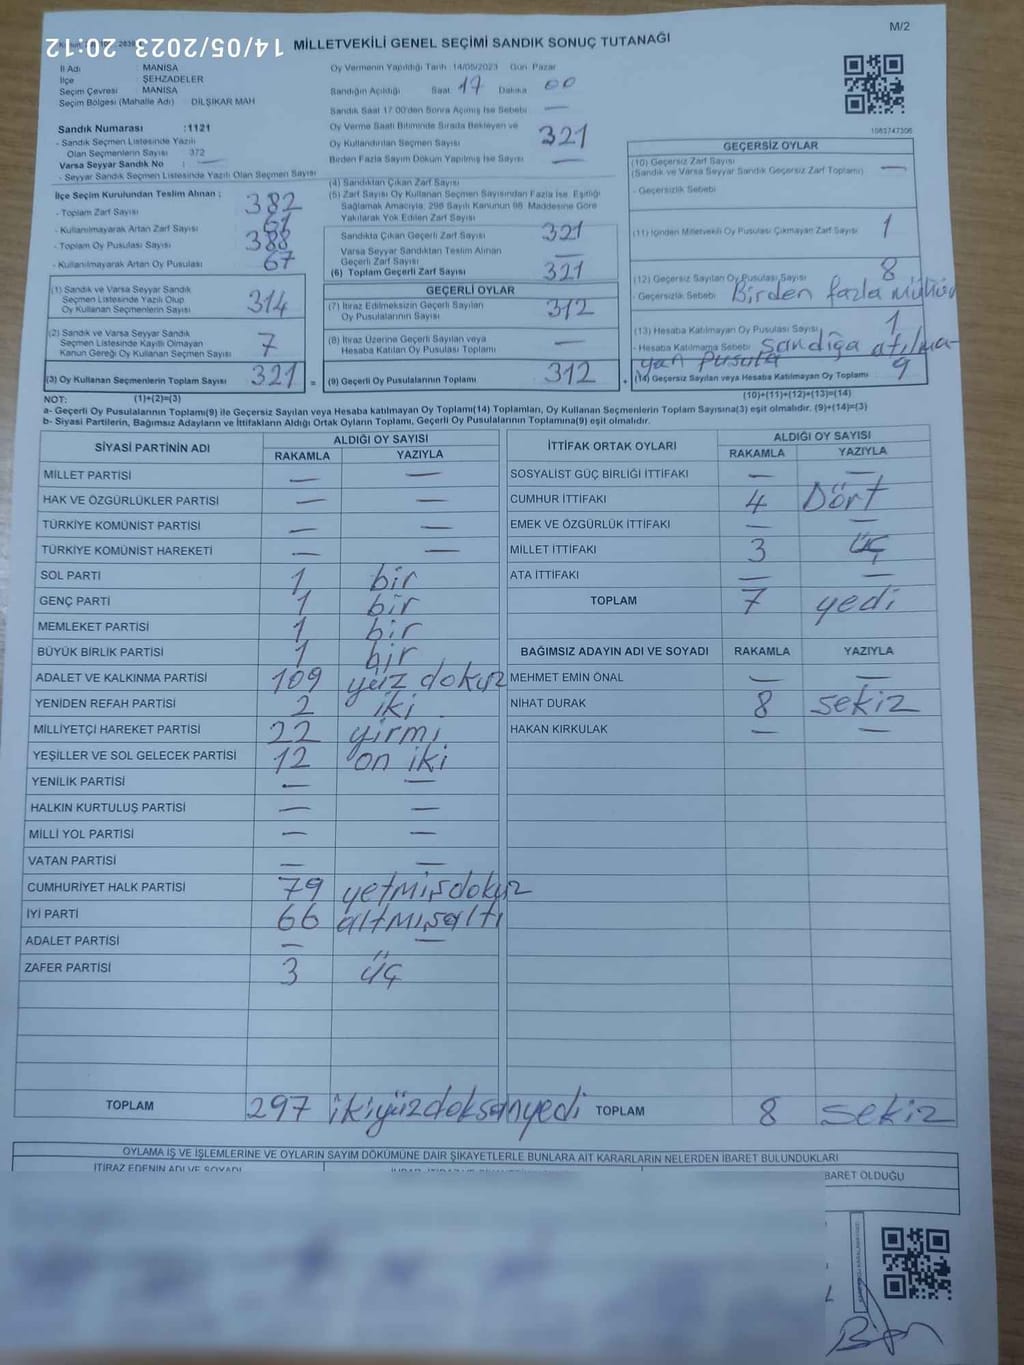 14/05/2023 20:12
M/2
MİLLETVEKİLİ GENEL SEÇİMİ SANDIK SONUÇ TUTANAĞI
İl Adı : MANİSA
İlçe : ŞEHZADELER
Seçim Çevresi : MANİSA
Seçim Bölgesi (Mahalle Adı) DİLŞİKAR MAH
Sandık Numarası : 1121
- Sandık Seçmen Listesinde Yazılı
Olan Seçmenlerin Sayısı 372
Varsa Seyyar Sandık No : —
- Seyyar Sandık Seçmen Listesinde Yazılı Olan Seçmen Sayısı
Oy Vermenin Yapıldığı Tarih : 14/05/2023 Gün: Pazar
Sandığın Açıldığı Saat 17 Dakika 00
Sandık Saat 17.00'den Sonra Açılmış İse Sebebi —
Oy Verme Saati Bitiminde Sırada Bekleyen ve
Oy Kullandırılan Seçmen Sayısı 321
Birden Fazla Sayım Döküm Yapılmış İse Sayısı —
1083747306
İlçe Seçim Kurulundan Teslim Alınan ;
- Toplam Zarf Sayısı 382
- Kullanılmayarak Artan Zarf Sayısı 61
- Toplam Oy Pusulası Sayısı 388
- Kullanılmayarak Artan Oy Pusulası 67
(1) Sandık ve Varsa Seyyar Sandık
Seçmen Listesinde Yazılı Olup
Oy Kullanan Seçmen Sayısı 314
(2) Sandık ve Varsa Seyyar Sandık
Seçmen Listesinde Kayıtlı Olmayan
Kanun Gereği Oy Kullanan Seçmen Sayısı 7
(3) Oy Kullanan Seçmenlerin Toplam Sayısı 321 =
(4) Sandıktan Çıkan Zarf Sayısı
(5) Zarf Sayısı Oy Kullanan Seçmen Sayısından Fazla İse, Eşitliği
Sağlamak Amacıyla, 298 Sayılı Kanunun 98. Maddesine Göre
Yakılarak Yok Edilen Zarf Sayısı
Sandıkta Çıkan Geçerli Zarf Sayısı 321
Varsa Seyyar Sandıktan Teslim Alınan
Geçerli Zarf Sayısı —
(6) Toplam Geçerli Zarf Sayısı 321
GEÇERLİ OYLAR
(7) İtiraz Edilmeksizin Geçerli Sayılan
Oy Pusulalarının Sayısı 312
(8) İtiraz Üzerine Geçerli Sayılan veya
Hesaba Katılan Oy Pusulası Toplamı —
(9) Geçerli Oy Pusulalarının Toplamı 312
GEÇERSİZ OYLAR
(10) Geçersiz Zarf Sayısı
(Sandık ve Varsa Seyyar Sandık Geçersiz Zarf Toplamı) —
- Geçersizlik Sebebi
(11) İçinden Milletvekili Oy Pusulası Çıkmayan Zarf Sayısı 1
(12) Geçersiz Sayılan Oy Pusulası Sayısı 8
- Geçersizlik Sebebi Birden fazla mühür
(13) Hesaba Katılmayan Oy Pusulası Sayısı 1
- Hesaba Katılmama Sebebi Sandığa atılma-
yan pusula
(14) Geçersiz Sayılan veya Hesaba Katılmayan Oy Toplamı 9
NOT: (1)+(2)=(3) (10)+(11)+(12)+(13)=(14)
a- Geçerli Oy Pusulalarının Toplamı(9) ile Geçersiz Sayılan veya Hesaba katılmayan Oy Toplamı(14) Toplamları, Oy Kullanan Seçmenlerin Toplam Sayısına(3) eşit olmalıdır. (9)+(14)=(3)
b- Siyasi Partilerin, Bağımsız Adayların ve İttifakların Aldığı Ortak Oyların Toplamı, Geçerli Oy Pusulalarının Toplamına(9) eşit olmalıdır.
SİYASİ PARTİNİN ADI ALDIĞI OY SAYISI
RAKAMLA YAZIYLA
MİLLET PARTİSİ — —
HAK VE ÖZGÜRLÜKLER PARTİSİ — —
TÜRKİYE KOMÜNİST PARTİSİ — —
TÜRKİYE KOMÜNİST HAREKETİ — —
SOL PARTİ 1 bir
GENÇ PARTİ 1 bir
MEMLEKET PARTİSİ 1 bir
BÜYÜK BİRLİK PARTİSİ 1 bir
ADALET VE KALKINMA PARTİSİ 109 yüz dokuz
YENİDEN REFAH PARTİSİ 2 iki
MİLLİYETÇİ HAREKET PARTİSİ 22 yirmi
YEŞİLLER VE SOL GELECEK PARTİSİ 12 on iki
YENİLİK PARTİSİ — —
HALKIN KURTULUŞ PARTİSİ — —
MİLLİ YOL PARTİSİ — —
VATAN PARTİSİ — —
CUMHURİYET HALK PARTİSİ 79 yetmişdokuz
İYİ PARTİ 66 altmışaltı
ADALET PARTİSİ — —
ZAFER PARTİSİ 3 üç
TOPLAM 297 ikiyüzdoksanyedi
İTTİFAK ORTAK OYLARI ALDIĞI OY SAYISI
RAKAMLA YAZIYLA
SOSYALİST GÜÇ BİRLİĞİ İTTİFAKI — —
CUMHUR İTTİFAKI 4 Dört
EMEK VE ÖZGÜRLÜK İTTİFAKI — —
MİLLET İTTİFAKI 3 üç
ATA İTTİFAKI — —
TOPLAM 7 yedi
BAĞIMSIZ ADAYIN ADI VE SOYADI RAKAMLA YAZIYLA
MEHMET EMİN ÖNAL — —
NİHAT DURAK 8 sekiz
HAKAN KIRKULAK — —
TOPLAM 8 sekiz
OYLAMA İŞ VE İŞLEMLERİNE VE OYLARIN SAYIM DÖKÜMÜNE DAİR ŞİKAYETLERLE BUNLARA AİT KARARLARIN NELERDEN İBARET BULUNDUKLARI
İTİRAZ EDENİN ADI VE SOYADI
BARET OLDUĞU